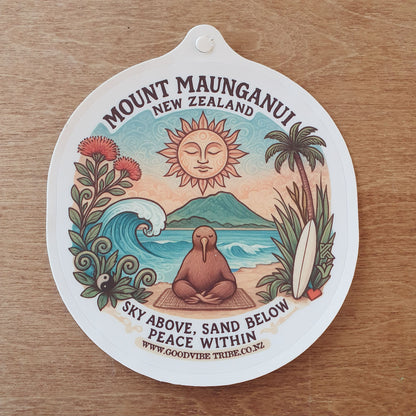 MOUNT MAUNGANUI
NEW ZEALAND
SKY ABOVE, SAND BELOW
PEACE WITHIN
WWW.GOODVIBE TRIBE.CO.NZ